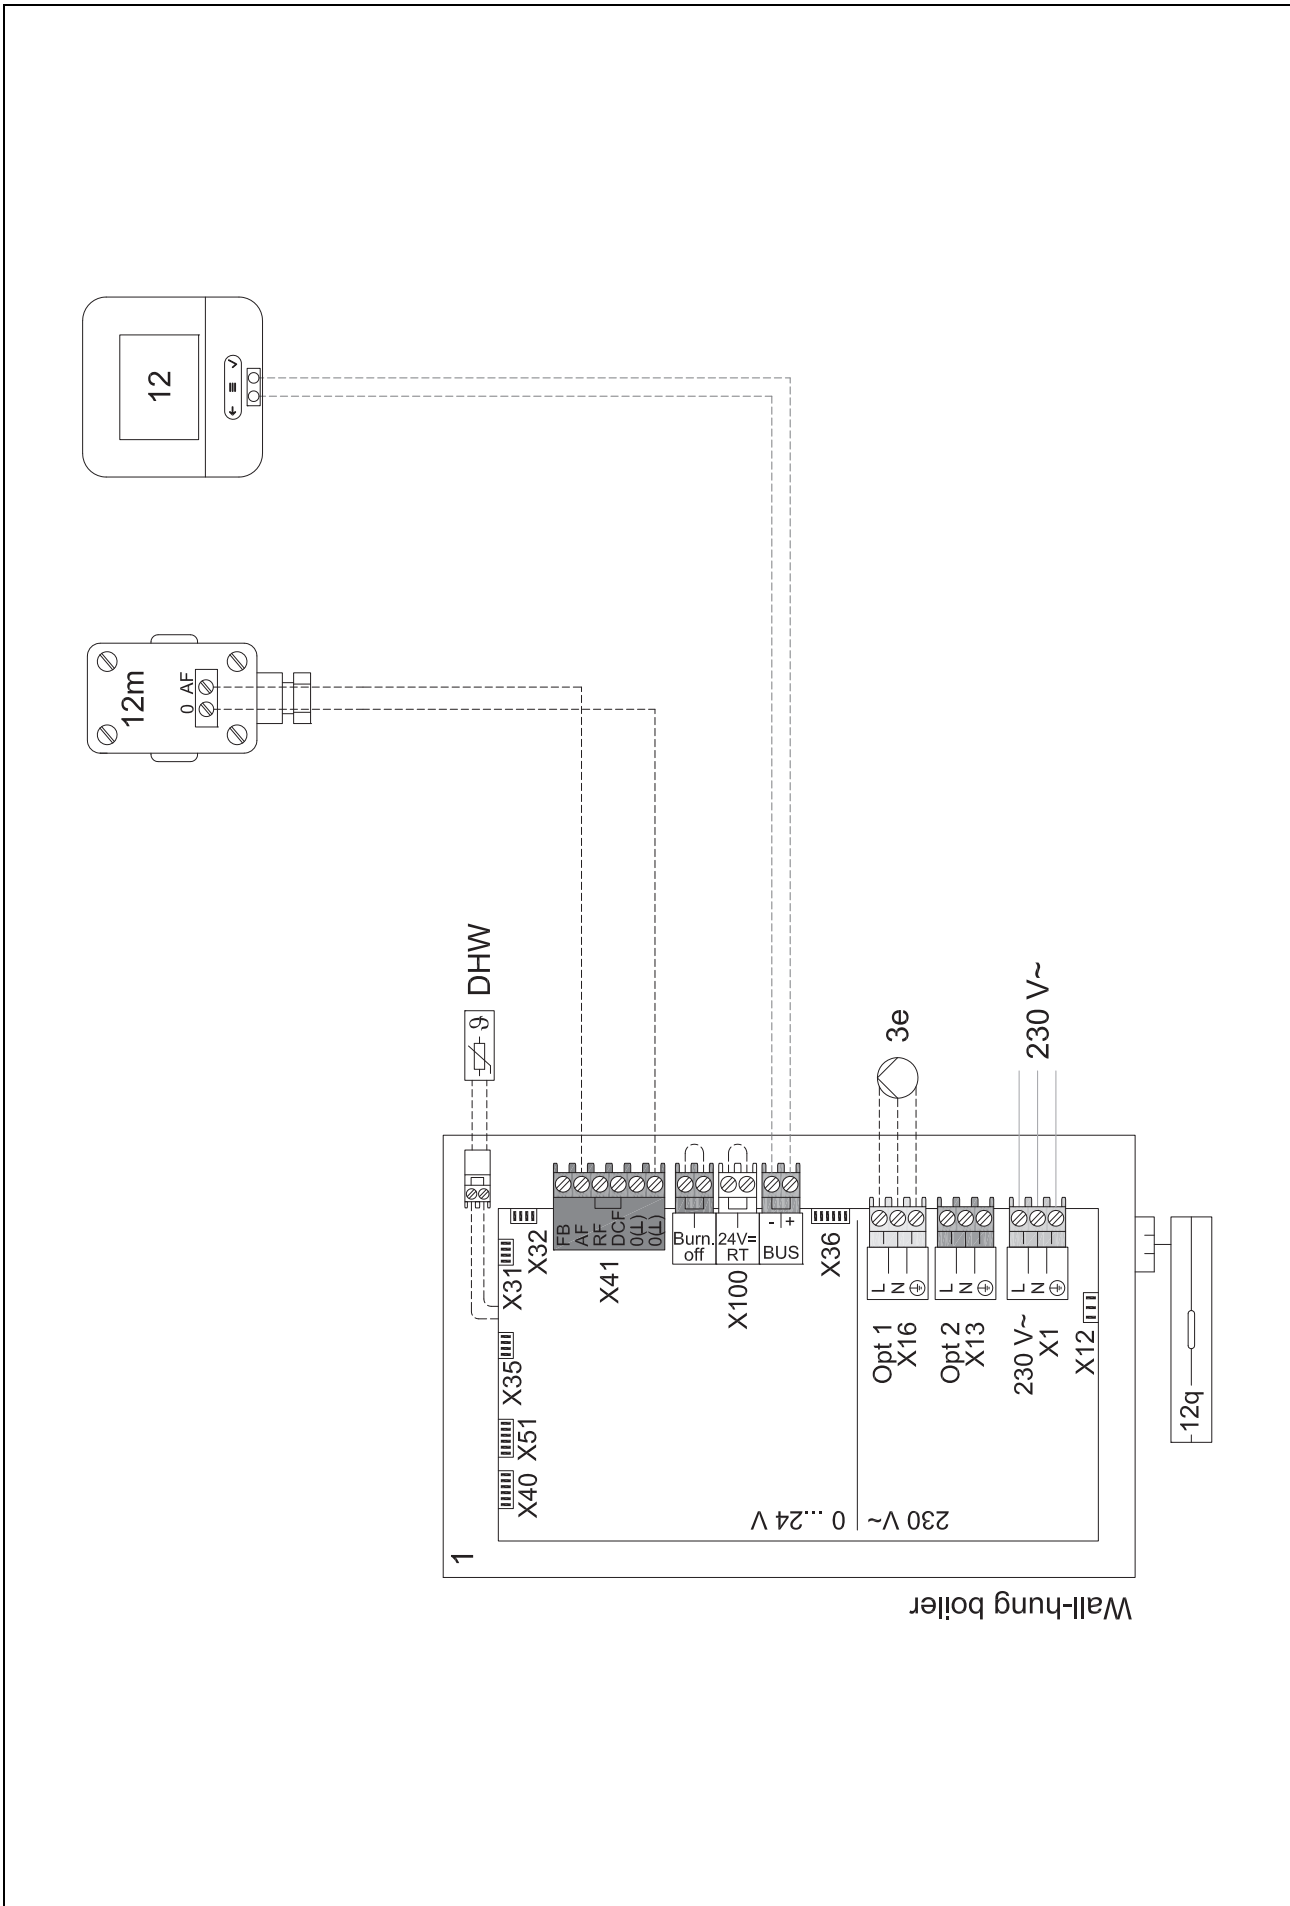 12
12m
0 AF
DHW
ϑ
X32
X31
X35
X51
X40
FB
AF
RF
DCF
0(⊥)
0(⊥)
X41
Burn.
off
24V=
RT
X100
BUS
- +
X36
3e
230 V~
L
N
Opt 1
X16
L
N
Opt 2
X13
L
N
230 V~
X1
X12
12q
230 V~ | 0 ...24 V
1
Wall-hung boiler